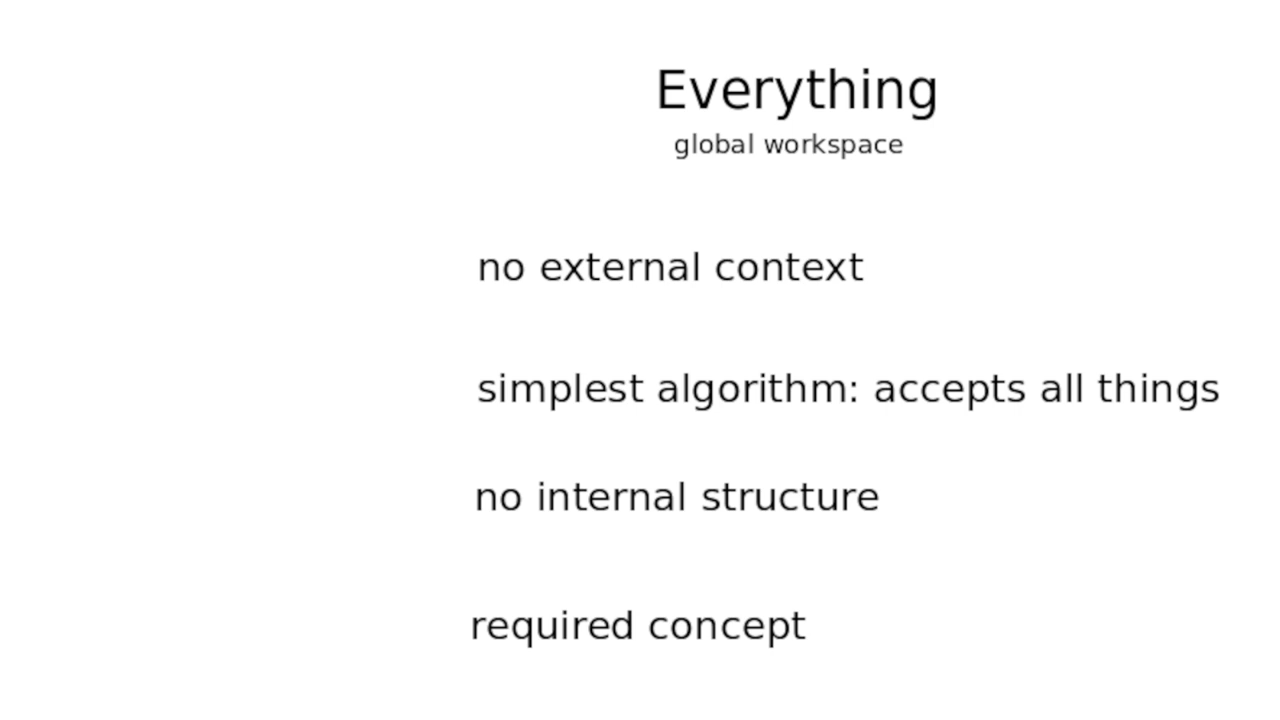 Everything
global workspace
no external context
simplest algorithm: accepts all things
no internal structure
required concept